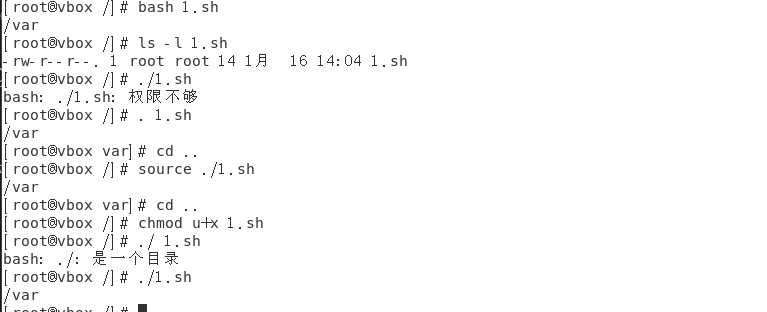 [root@vbox /]# bash 1.sh
/var
[root@vbox /]# ls -l 1.sh
-rw-r--r--. 1 root root 14 1月  16 14:04 1.sh
[root@vbox /]# ./1.sh
bash: ./1.sh: 权限不够
[root@vbox /]# . 1.sh
/var
[root@vbox var]# cd ..
[root@vbox /]# source ./1.sh
/var
[root@vbox var]# cd ..
[root@vbox /]# chmod u+x 1.sh
[root@vbox /]# ./ 1.sh
bash: ./: 是一个目录
[root@vbox /]# ./1.sh
/var
[root@vbox /]#